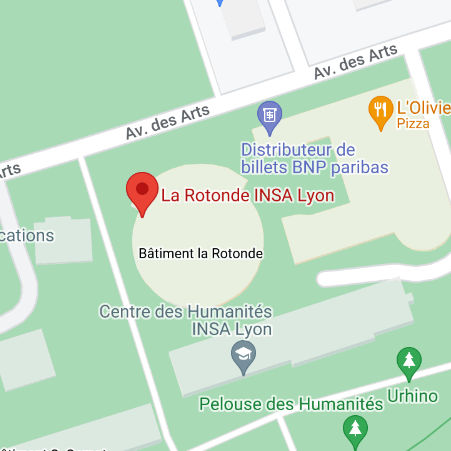 Av. des Arts
Av. des Arts
Arts
L'Olivie
Pizza
Distributeur de
billets BNP paribas
La Rotonde INSA Lyon
cations
Bâtiment la Rotonde
Centre des Humanités
INSA Lyon
Pelouse des Humanités
Urhino